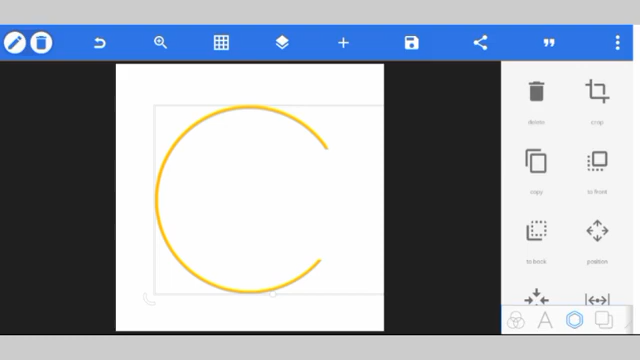 delete
crop
copy
to front
to back
position